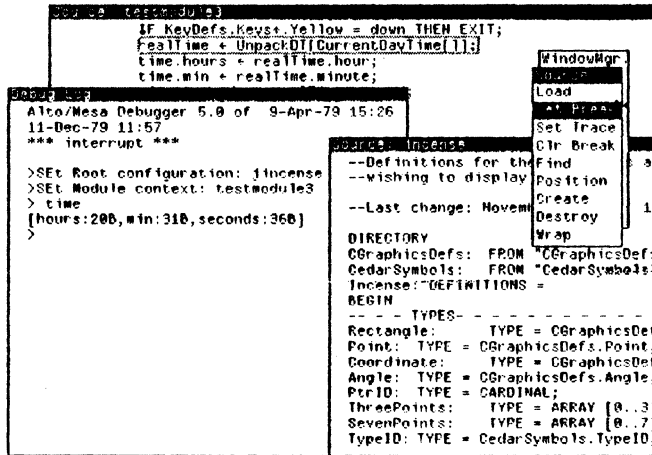 Source: testmodule3
IF KeyDefs.Keys↑.Yellow = down THEN EXIT;
realTime ← UnpackDT[CurrentDayTime[]];
time.hours ← realTime.hour;
time.min ← realTime.minute;
Debug Log
Alto/Mesa Debugger 5.0 of 9-Apr-79 15:26
11-Dec-79 11:57
*** interrupt ***
>SEt Root configuration: iincense
>SEt Module context: testmodule3
> time
[hours:20B,min:31B,seconds:36B]
>
WindowMgr.
Source
Load
Set Break
Set Trace
Clr Break
Find
Position
Create
Destroy
Wrap
Source: incense
--Definitions for the
--wishing to display
--Last change: Novem
DIRECTORY
CGraphicsDefs: FROM "CGraphicsDefs
CedarSymbols: FROM "CedarSymbols
Incense: DEFINITIONS =
BEGIN
-- - - TYPES- - - - - - - - - - -
Rectangle: TYPE = CGraphicsDef
Point: TYPE = CGraphicsDefs.Point,
Coordinate: TYPE = CGraphicsDef
Angle: TYPE = CGraphicsDefs.Angle,
PtrID: TYPE = CARDINAL;
ThreePoints: TYPE = ARRAY [0..3
SevenPoints: TYPE = ARRAY [0..7
TypeID: TYPE = CedarSymbols.TypeID